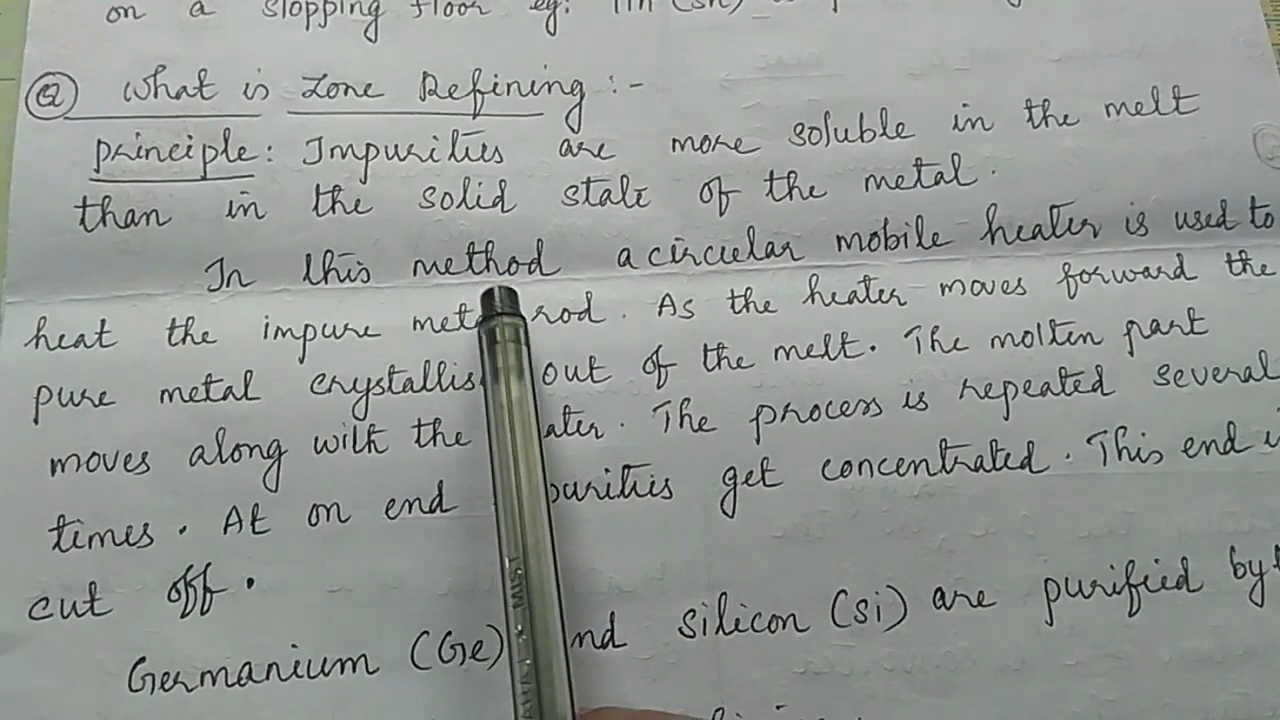 on a slopping floor eg: Tin (Sn)
Q What is Zone Refining :-
principle: Impurities are more soluble in the melt
than in the solid state of the metal.
In this method a circular mobile heater is used to
heat the impure met rod. As the heater moves forward the
pure metal crystallis out of the melt. The molten part
moves along with the ater. The process is repeated several
times. At on end purities get concentrated. This end i
cut off.
Germanium (Ge) nd silicon (si) are purified by